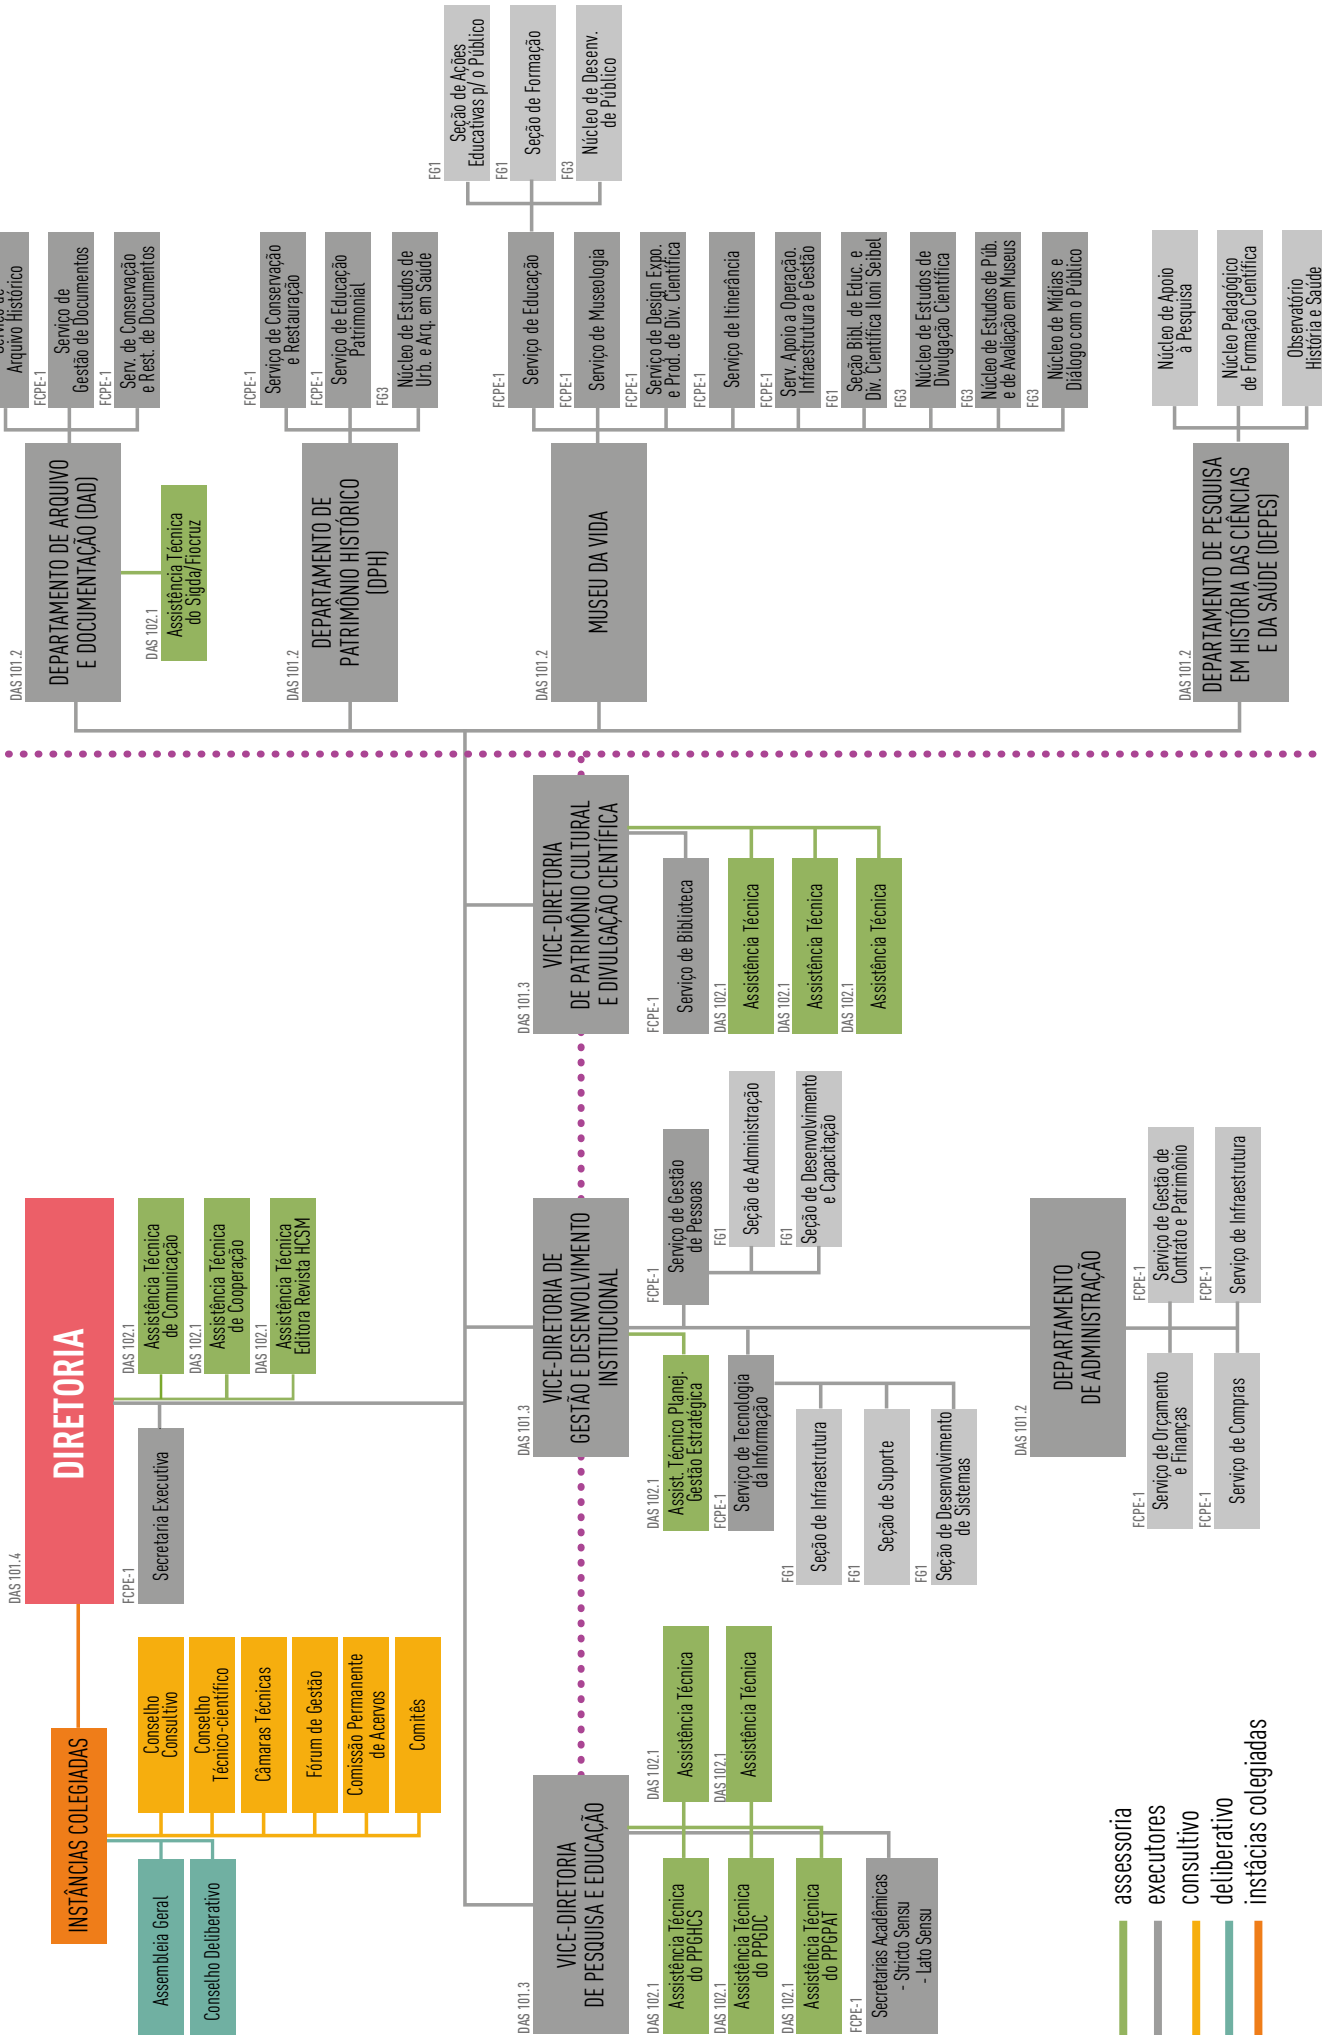 DAS 101.4
DIRETORIA
INSTÂNCIAS COLEGIADAS
Assembleia Geral
Conselho Deliberativo
Conselho
Consultivo
Conselho
Técnico-científico
Câmaras Técnicas
Fórum de Gestão
Comissão Permanente
de Acervos
Comitês
FCPE-1
Secretaria Executiva
DAS 102.1
Assistência Técnica
de Comunicação
DAS 102.1
Assistência Técnica
de Cooperação
DAS 102.1
Assistência Técnica
Editora Revista HCSM
DAS 101.3
VICE-DIRETORIA
DE PESQUISA E EDUCAÇÃO
DAS 102.1
Assistência Técnica
do PPGHCS
DAS 102.1
Assistência Técnica
do PPGDC
DAS 102.1
Assistência Técnica
do PPGPAT
FCPE-1
Secretarias Acadêmicas
- Stricto Sensu
- Lato Sensu
DAS 102.1
Assistência Técnica
DAS 102.1
Assistência Técnica
DAS 101.3
VICE-DIRETORIA DE
GESTÃO E DESENVOLVIMENTO
INSTITUCIONAL
DAS 102.1
Assist. Técnico Planej.
Gestão Estratégica
FCPE-1
Serviço de Tecnologia
da Informação
FG1
Seção de Infraestrutura
FG1
Seção de Suporte
FG1
Seção de Desenvolvimento
de Sistemas
FCPE-1
Serviço de Gestão
de Pessoas
FG1
Seção de Administração
FG1
Seção de Desenvolvimento
e Capacitação
DAS 101.2
DEPARTAMENTO
DE ADMINISTRAÇÃO
FCPE-1
Serviço de Orçamento
e Finanças
FCPE-1
Serviço de Compras
FCPE-1
Serviço de Gestão de
Contrato e Patrimônio
FCPE-1
Serviço de Infraestrutura
DAS 101.3
VICE-DIRETORIA
DE PATRIMÔNIO CULTURAL
E DIVULGAÇÃO CIENTÍFICA
FCPE-1
Serviço de Biblioteca
DAS 102.1
Assistência Técnica
DAS 102.1
Assistência Técnica
DAS 102.1
Assistência Técnica
DAS 101.2
DEPARTAMENTO DE ARQUIVO
E DOCUMENTAÇÃO (DAD)
DAS 102.1
Assistência Técnica
do Sigda/Fiocruz
Arquivo Histórico
FCPE-1
Serviço de
Gestão de Documentos
FCPE-1
Serv. de Conservação
e Rest. de Documentos
DAS 101.2
DEPARTAMENTO DE
PATRIMÔNIO HISTÓRICO
(DPH)
FCPE-1
Serviço de Conservação
e Restauração
FCPE-1
Serviço de Educação
Patrimonial
FG3
Núcleo de Estudos de
Urb. e Arq. em Saúde
DAS 101.2
MUSEU DA VIDA
FCPE-1
Serviço de Educação
FG1
Seção de Ações
Educativas p/ o Público
FG1
Seção de Formação
FG3
Núcleo de Desenv.
de Público
FCPE-1
Serviço de Museologia
FCPE-1
Serviço de Design Expo.
e Prod. de Div. Científica
FCPE-1
Serviço de Itinerância
FCPE-1
Serv. Apoio a Operação.
Infraestrutura e Gestão
FG1
Seção Bibl. de Educ. e
Div. Científica Iloni Seibel
FG3
Núcleo de Estudos de
Divulgação Científica
FG3
Núcleo de Estudos de Púb.
e de Avaliação em Museus
FG3
Núcleo de Mídias e
Diálogo com o Público
DAS 101.2
DEPARTAMENTO DE PESQUISA
EM HISTÓRIA DAS CIÊNCIAS
E DA SAÚDE (DEPES)
Núcleo de Apoio
à Pesquisa
Núcleo Pedagógico
de Formação Científica
Observatório
História e Saúde
assessoria
executores
consultivo
deliberativo
instâcias colegiadas